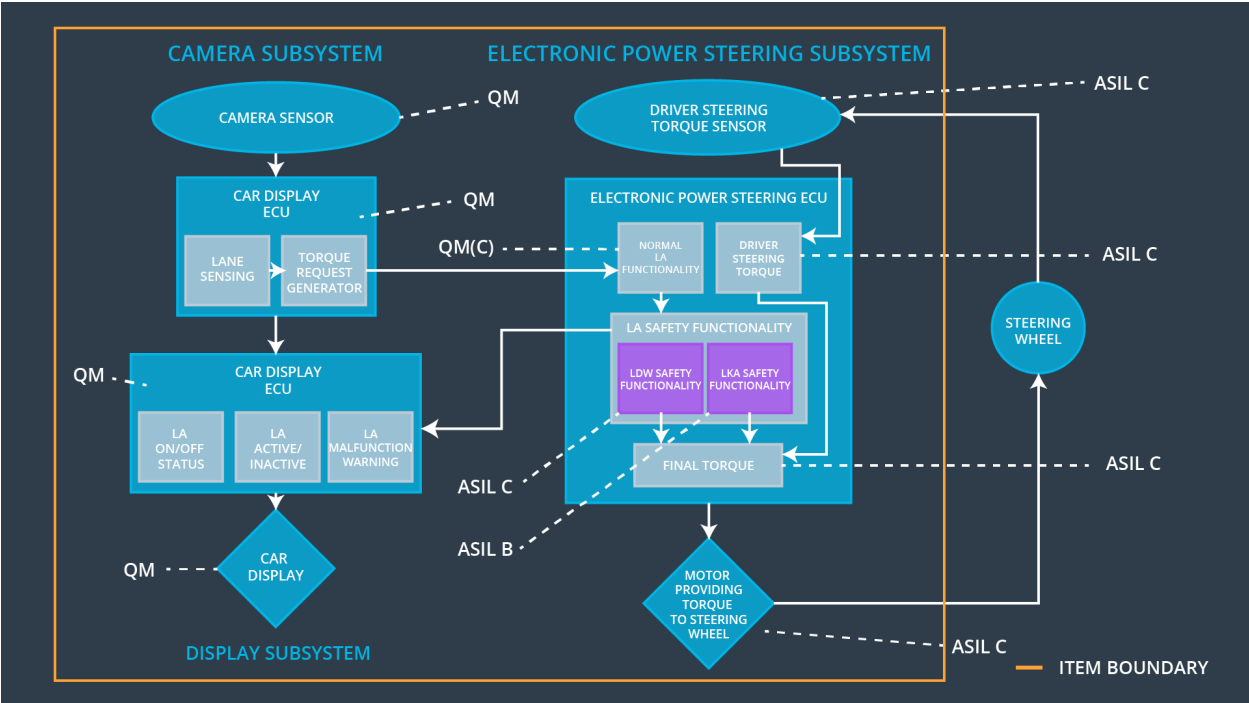 CAMERA SUBSYSTEM
ELECTRONIC POWER STEERING SUBSYSTEM
CAMERA SENSOR
QM
DRIVER STEERING
TORQUE SENSOR
ASIL C
CAR DISPLAY
ECU
QM
LANE
SENSING
TORQUE
REQUEST
GENERATOR
ELECTRONIC POWER STEERING ECU
QM(C)
NORMAL
LA
FUNCTIONALITY
DRIVER
STEERING
TORQUE
ASIL C
LA SAFETY FUNCTIONALITY
LDW SAFETY
FUNCTIONALITY
LKA SAFETY
FUNCTIONALITY
STEERING
WHEEL
QM
CAR DISPLAY
ECU
LA
ON/OFF
STATUS
LA
ACTIVE/
INACTIVE
LA
MALFUNCTION
WARNING
FINAL TORQUE
ASIL C
ASIL C
ASIL B
QM
CAR
DISPLAY
MOTOR
PROVIDING
TORQUE
TO STEERING
WHEEL
ASIL C
DISPLAY SUBSYSTEM
ITEM BOUNDARY